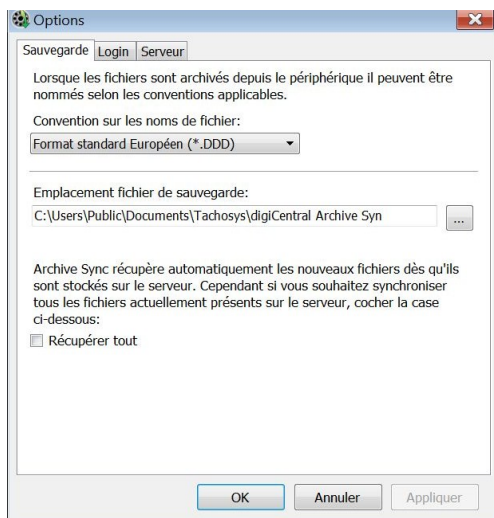 Options
Sauvegarde Login Serveur
Lorsque les fichiers sont archivés depuis le périphérique il peuvent être
nommés selon les conventions applicables.
Convention sur les noms de fichier:
Format standard Européen (*.DDD)
Emplacement fichier de sauvegarde:
C:\Users\Public\Documents\Tachosys\digiCentral Archive Syn
...
Archive Sync récupère automatiquement les nouveaux fichiers dès qu'ils
sont stockés sur le serveur. Cependant si vous souhaitez synchroniser
tous les fichiers actuellement présents sur le serveur, cocher la case
ci-dessous:
Récupérer tout
OK Annuler Appliquer